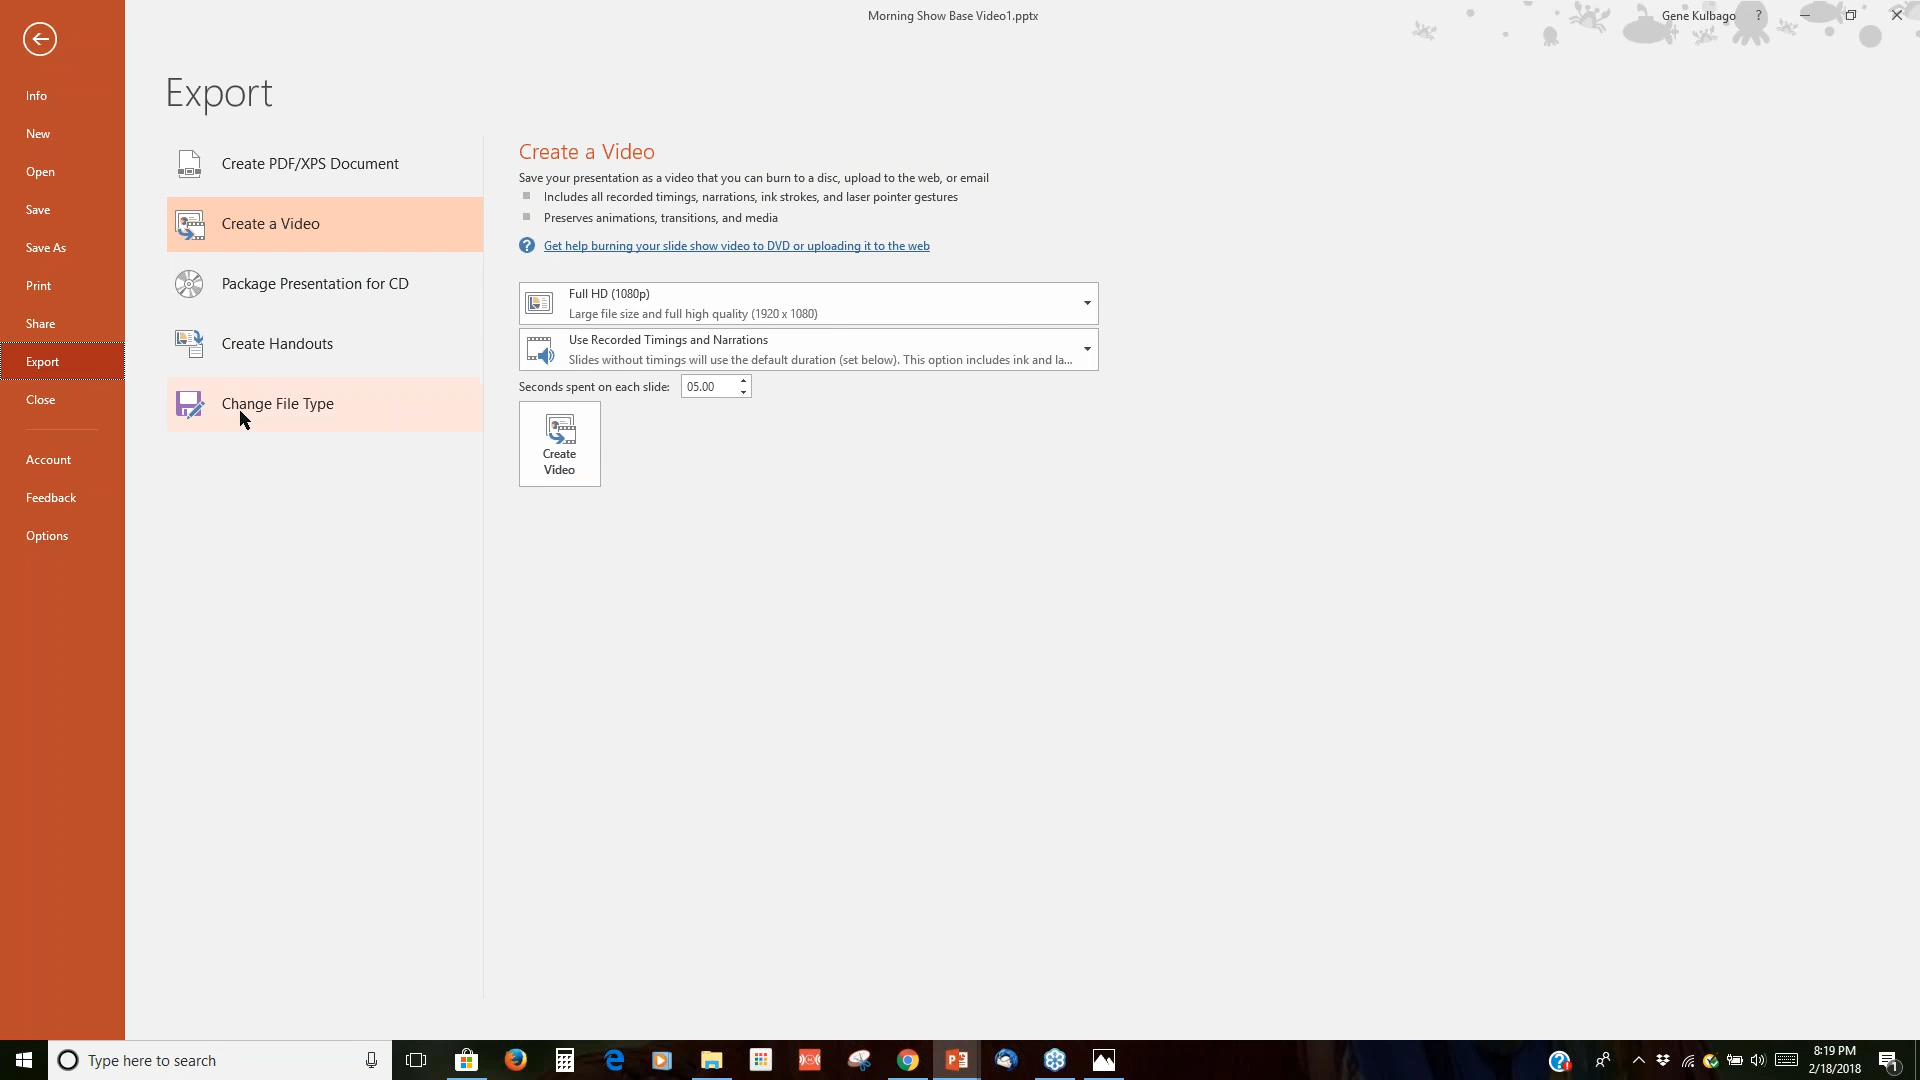 Morning Show Base Video1.pptx
Gene Kulbago
?
Info
New
Open
Save
Save As
Print
Share
Export
Close
Account
Feedback
Options
Export
Create PDF/XPS Document
Create a Video
Package Presentation for CD
Create Handouts
Change File Type
Create a Video
Save your presentation as a video that you can burn to a disc, upload to the web, or email
Includes all recorded timings, narrations, ink strokes, and laser pointer gestures
Preserves animations, transitions, and media
? Get help burning your slide show video to DVD or uploading it to the web
Full HD (1080p)
Large file size and full high quality (1920 x 1080)
Use Recorded Timings and Narrations
Slides without timings will use the default duration (set below). This option includes ink and la...
Seconds spent on each slide: 05.00
Create
Video
Type here to search
8:19 PM
2/18/2018
1